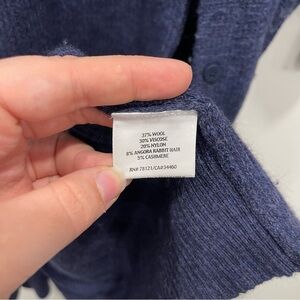 37% WOOL
30% VISCOSE
20% NYLON
8% ANGORA RABBIT HAIR
5% CASHMERE
RN# 78121/CA#34460